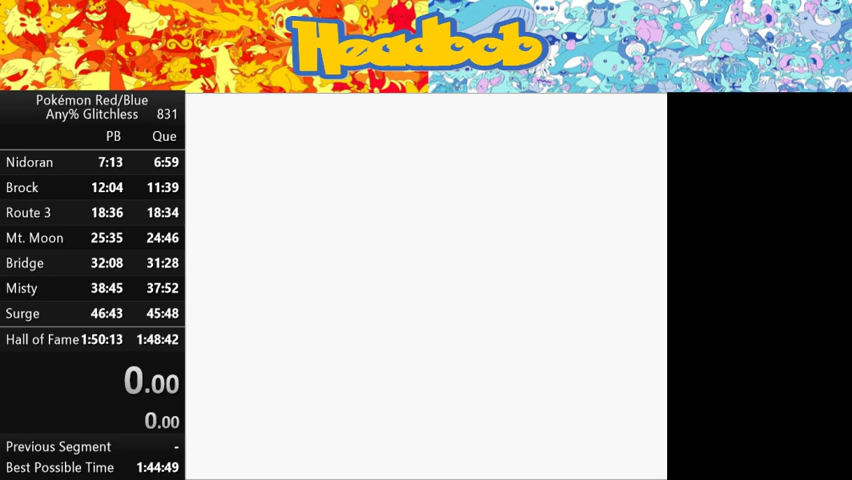 Headbob
Pokémon Red/Blue
Any% Glitchless 831
PB Que
Nidoran 7:13 6:59
Brock 12:04 11:39
Route 3 18:36 18:34
Mt. Moon 25:35 24:46
Bridge 32:08 31:28
Misty 38:45 37:52
Surge 46:43 45:48
Hall of Fame 1:50:13 1:48:42
0.00
0.00
Previous Segment -
Best Possible Time 1:44:49